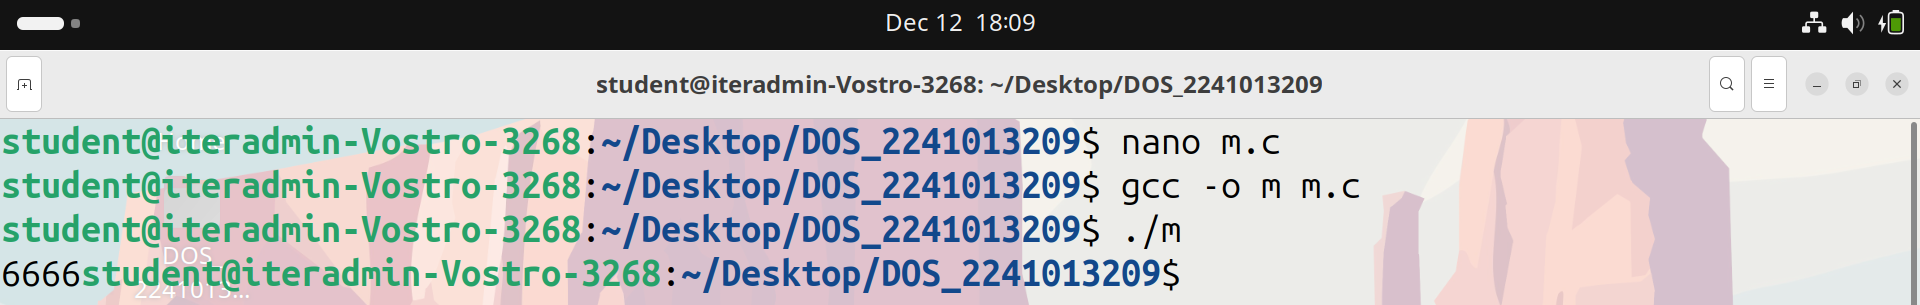 Dec 12 18:09
student@iteradmin-Vostro-3268: ~/Desktop/DOS_2241013209
student@iteradmin-Vostro-3268:~/Desktop/DOS_2241013209$ nano m.c
student@iteradmin-Vostro-3268:~/Desktop/DOS_2241013209$ gcc -o m m.c
student@iteradmin-Vostro-3268:~/Desktop/DOS_2241013209$ ./m
DOS
6666student@iteradmin-Vostro-3268:~/Desktop/DOS_2241013209$
2241013...